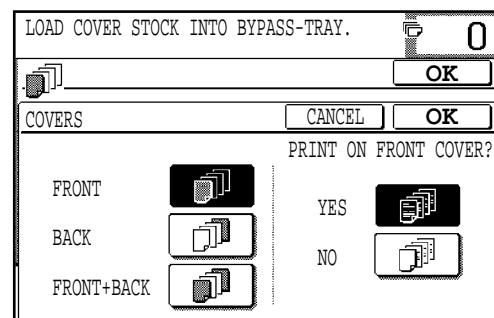 LOAD COVER STOCK INTO BYPASS-TRAY.
0
OK
COVERS
CANCEL
OK
PRINT ON FRONT COVER?
FRONT
YES
BACK
NO
FRONT+BACK